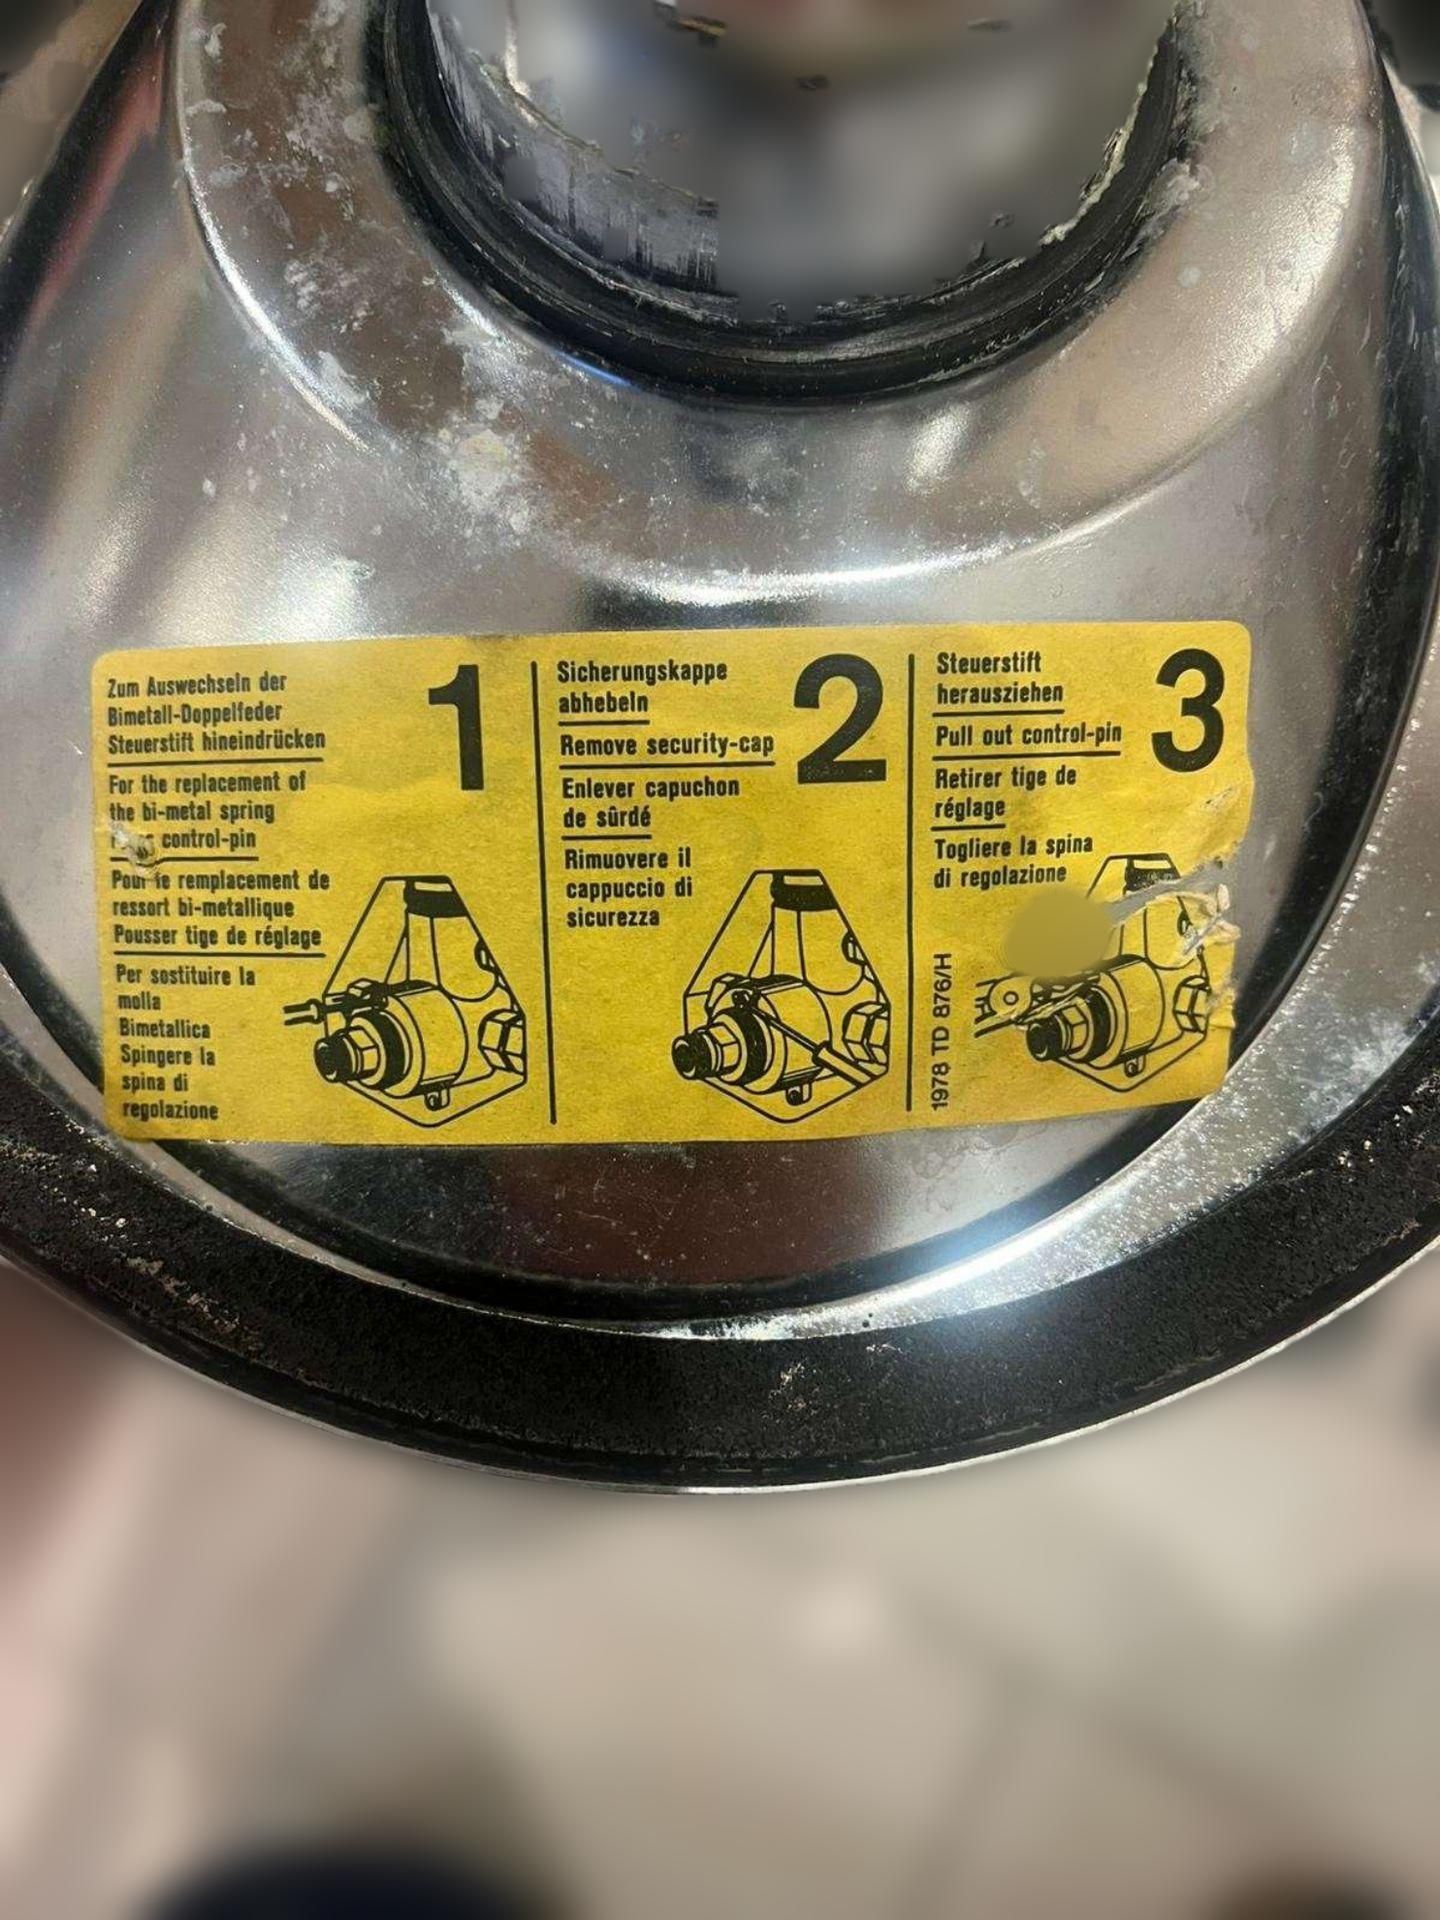 Zum Auswechseln der
Bimetall-Doppelfeder
Steuerstift hineindrücken
For the replacement of
the bi-metal spring
control-pin
Pour le remplacement de
ressort bi-metallique
Pousser tige de réglage
Per sostituire la
molla
Bimetallica
Spingere la
spina di
regolazione
1
Sicherungskappe
abhebeln
Remove security-cap
Enlever capuchon
de sûrdé
Rimuovere il
cappuccio di
sicurezza
2
Steuerstift
herausziehen
Pull out control-pin
Retirer tige de
réglage
Togliere la spina
di regolazione
3
1978 TD 876/H